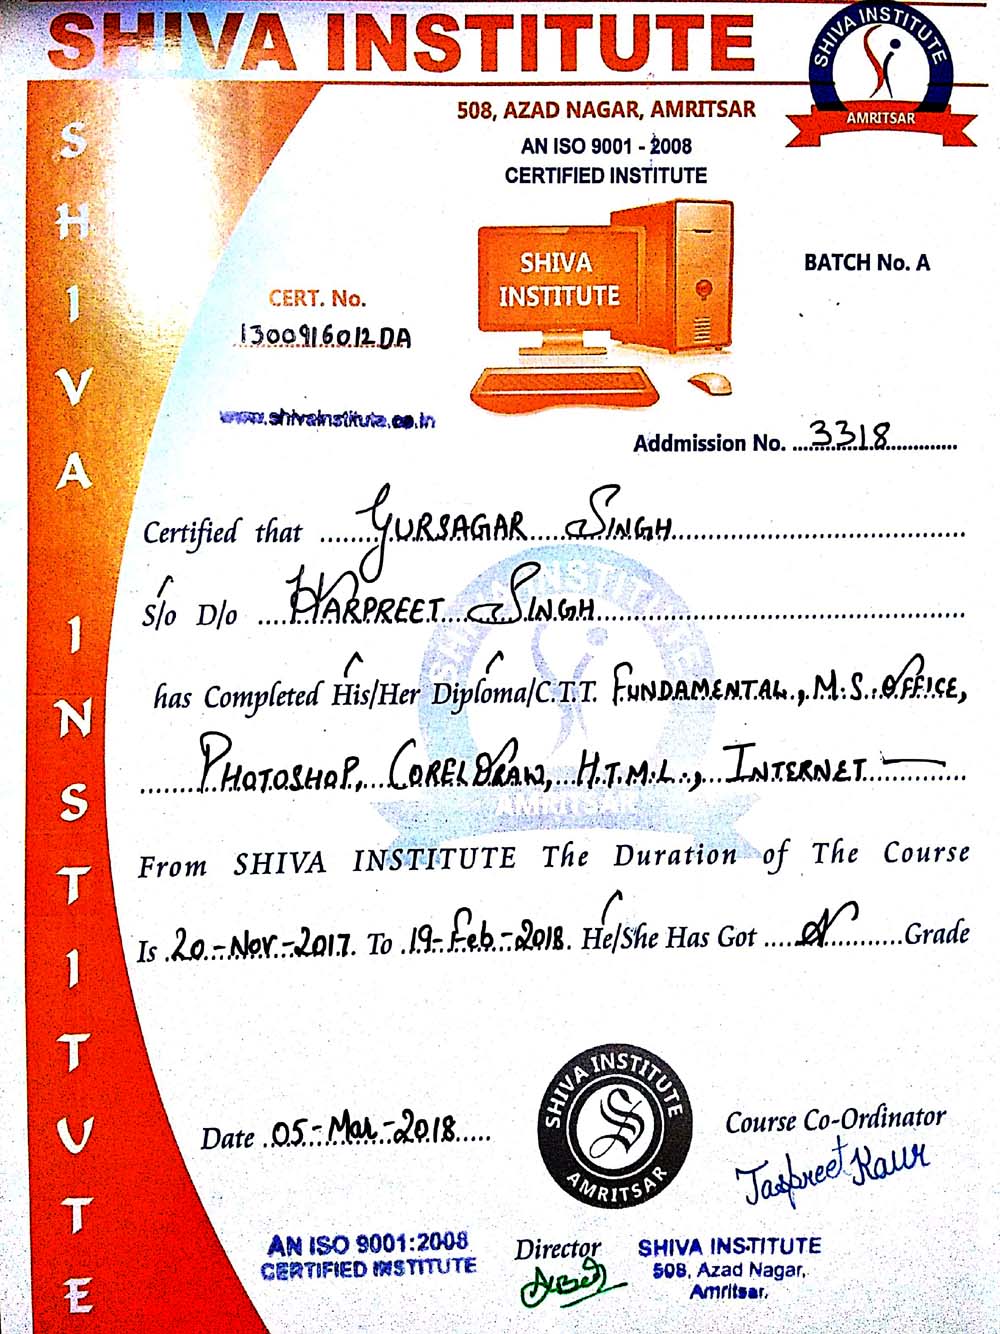 SHIVA INSTITUTE
SHIVA INSTITUTE
AMRITSAR
508, AZAD NAGAR, AMRITSAR
AN ISO 9001 - 2008
CERTIFIED INSTITUTE
SHIVA INSTITUTE
SHIVA
INSTITUTE
BATCH No. A
CERT. No.
1300916012DA
www.shivainstitute.co.in
Addmission No. 3318
Certified that GURSAGAR SINGH
S/o D/o HARPREET SINGH
SHIVA INSTITUTE
has Completed His/Her Diploma/C.T.T. FUNDAMENTAL, M.S.OFFICE,
PHOTOSHOP, CORELDRAW, H.T.M.L., INTERNET
AMRITSAR
From SHIVA INSTITUTE The Duration of The Course
Is 20-Nov-2017. To 19-Feb-2018. He/She Has Got A Grade
SHIVA INSTITUTE
AMRITSAR
Date 05-Mar-2018
Course Co-Ordinator
Jaspreet Kaur
AN ISO 9001:2008
CERTIFIED INSTITUTE
Director
SHIVA INSTITUTE
508, Azad Nagar,
Amritsar.